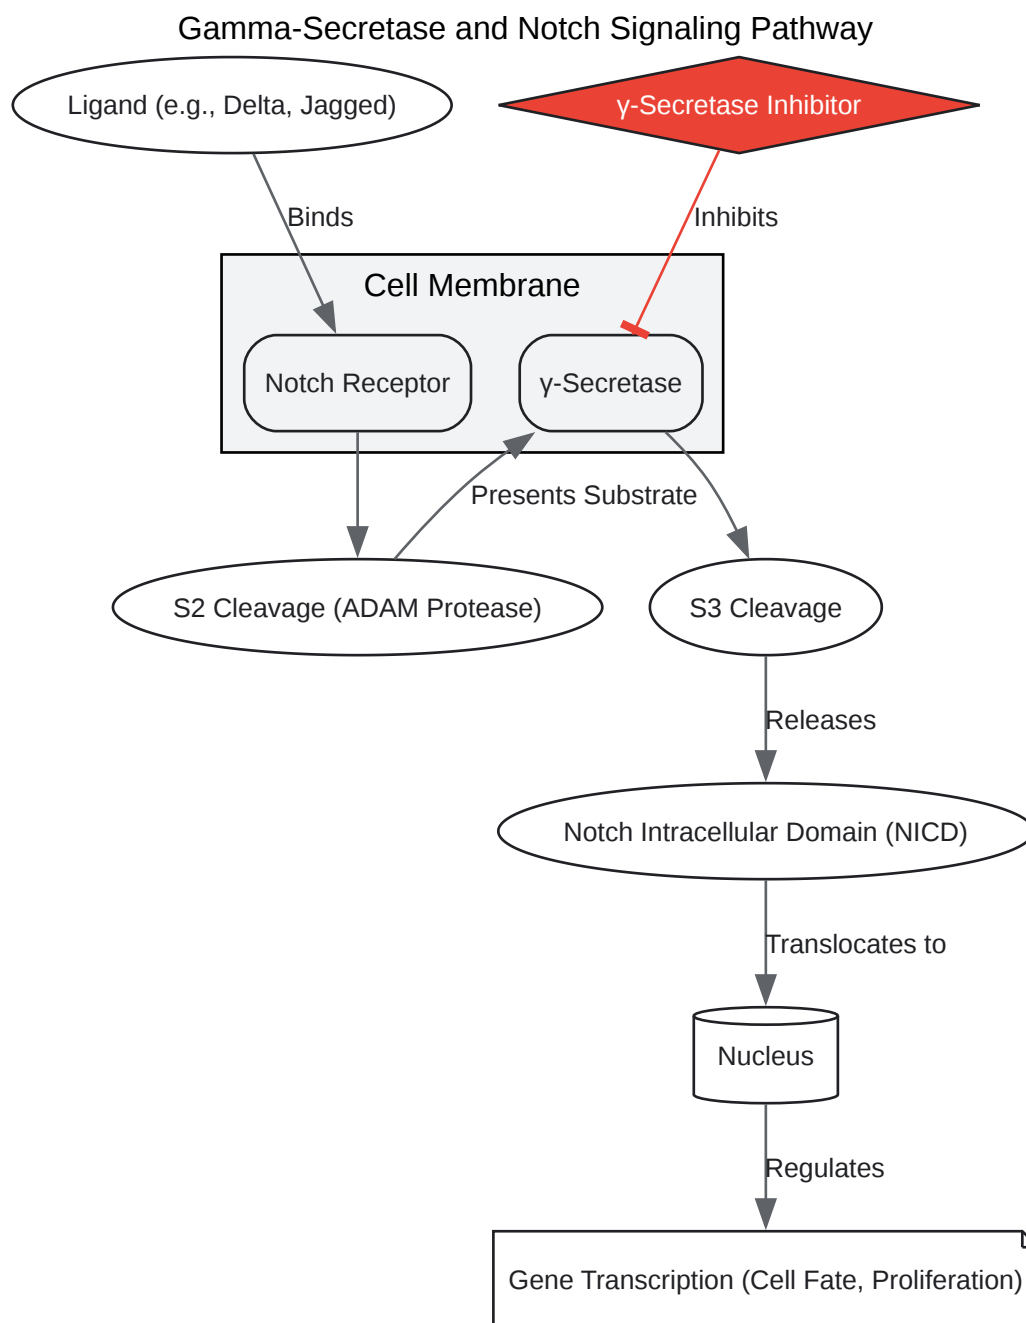 Gamma-Secretase and Notch Signaling Pathway
Ligand (e.g., Delta, Jagged)
γ-Secretase Inhibitor
Binds
Inhibits
Cell Membrane
Notch Receptor
γ-Secretase
Presents Substrate
S2 Cleavage (ADAM Protease)
S3 Cleavage
Releases
Notch Intracellular Domain (NICD)
Translocates to
Nucleus
Regulates
Gene Transcription (Cell Fate, Proliferation)